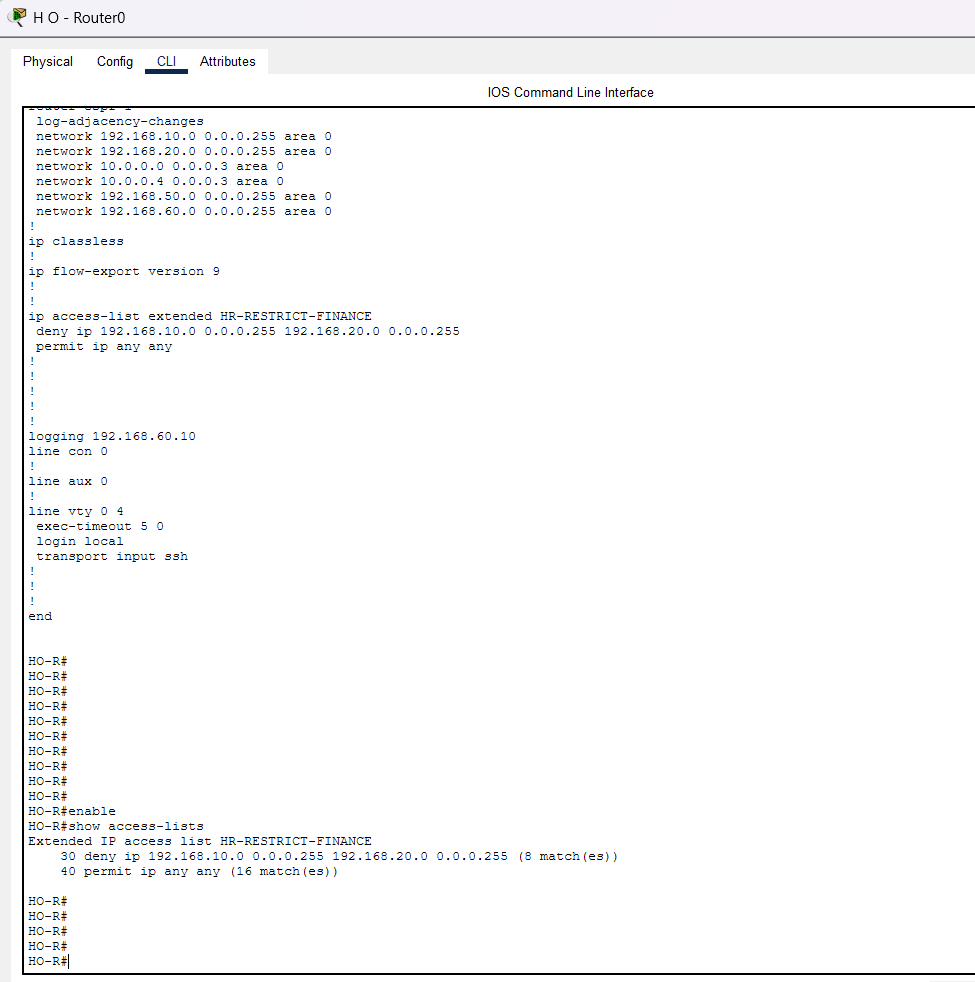 H O - Router0
Physical Config CLI Attributes
IOS Command Line Interface
log-adjacency-changes
network 192.168.10.0 0.0.0.255 area 0
network 192.168.20.0 0.0.0.255 area 0
network 10.0.0.0 0.0.0.3 area 0
network 10.0.0.4 0.0.0.3 area 0
network 192.168.50.0 0.0.0.255 area 0
network 192.168.60.0 0.0.0.255 area 0
!
ip classless
!
ip flow-export version 9
!
!
ip access-list extended HR-RESTRICT-FINANCE
deny ip 192.168.10.0 0.0.0.255 192.168.20.0 0.0.0.255
permit ip any any
!
!
!
!
!
logging 192.168.60.10
line con 0
!
line aux 0
!
line vty 0 4
exec-timeout 5 0
login local
transport input ssh
!
!
!
end
HO-R#
HO-R#
HO-R#
HO-R#
HO-R#
HO-R#
HO-R#
HO-R#
HO-R#
HO-R#
HO-R#enable
HO-R#show access-lists
Extended IP access list HR-RESTRICT-FINANCE
30 deny ip 192.168.10.0 0.0.0.255 192.168.20.0 0.0.0.255 (8 match(es))
40 permit ip any any (16 match(es))
HO-R#
HO-R#
HO-R#
HO-R#
HO-R#